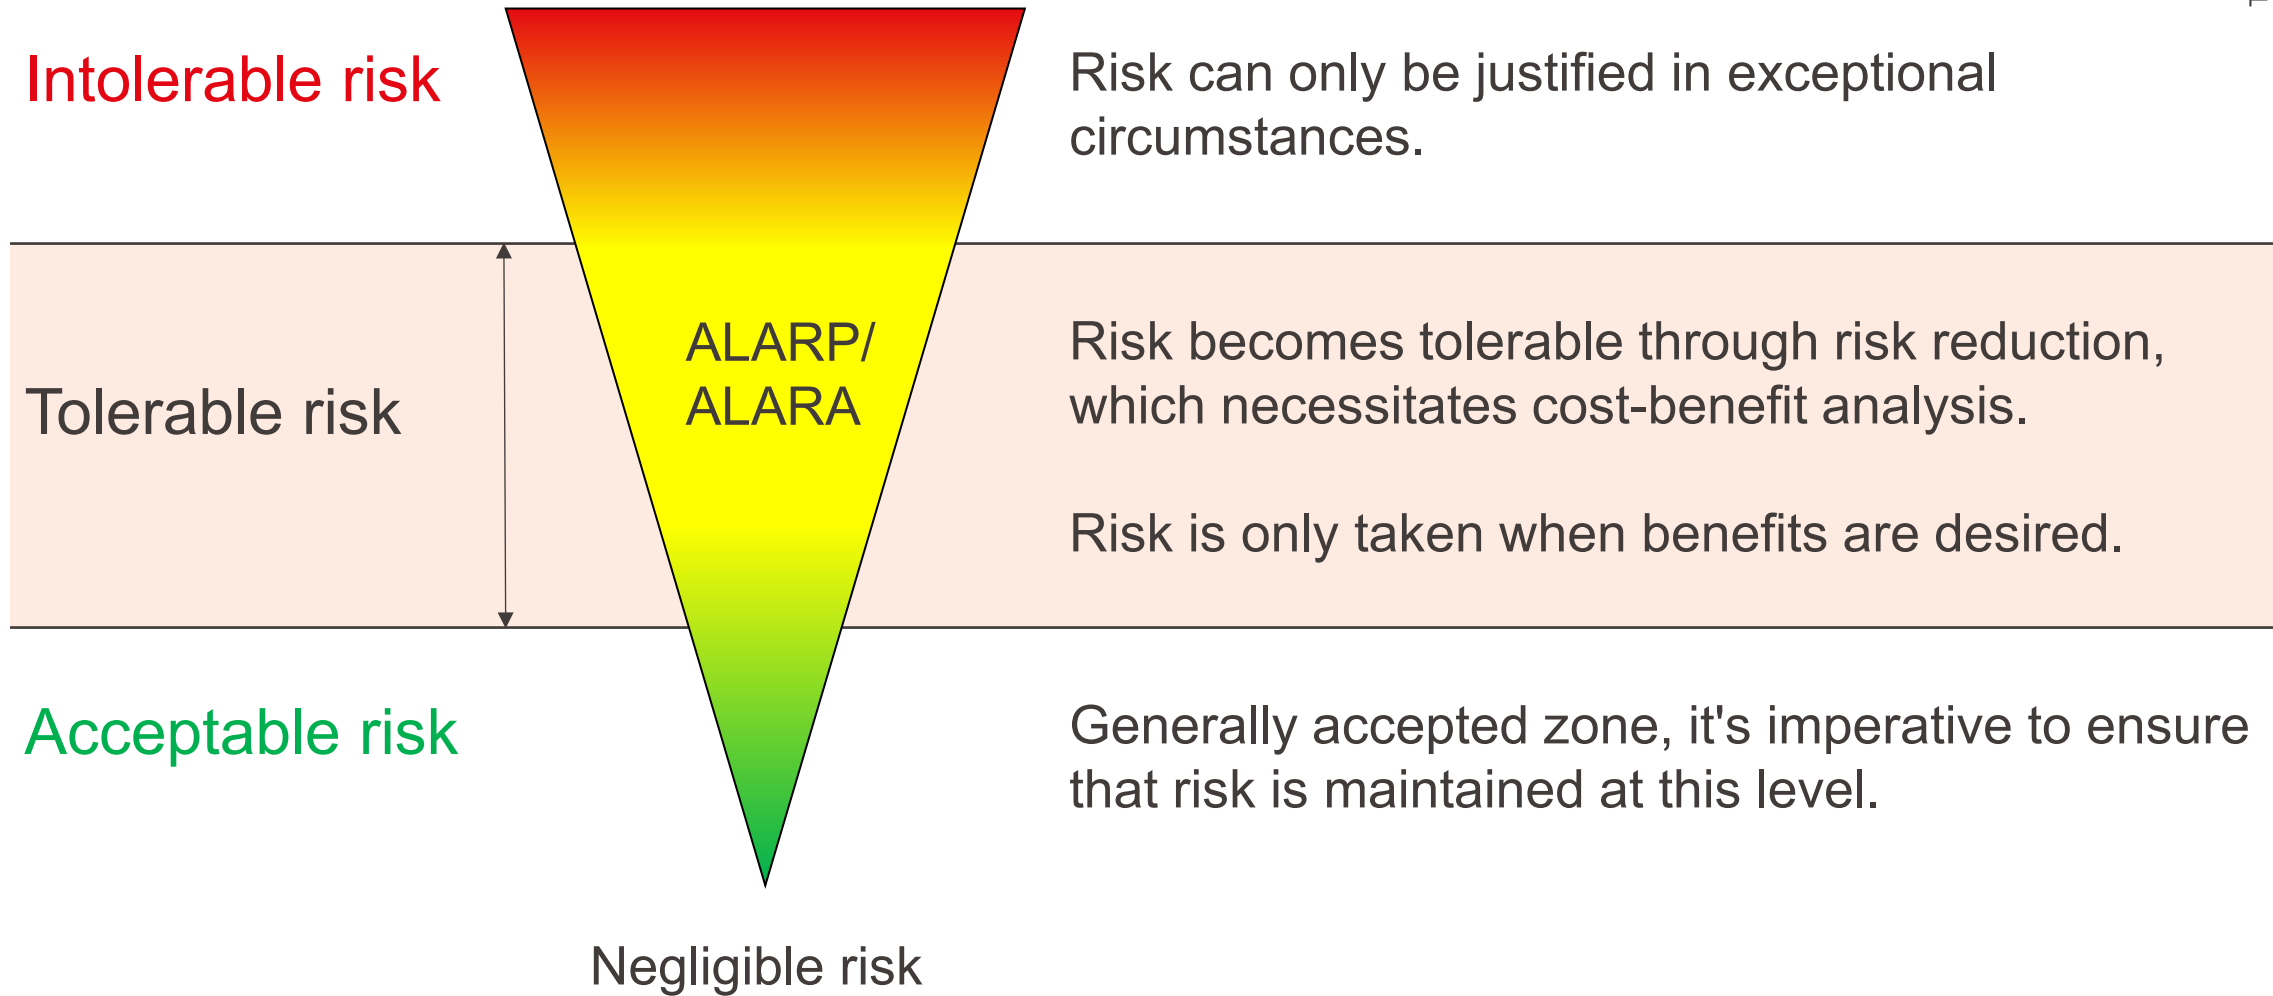 Intolerable risk
Risk can only be justified in exceptional
circumstances.
ALARP/
ALARA
Tolerable risk
Risk becomes tolerable through risk reduction,
which necessitates cost-benefit analysis.
Risk is only taken when benefits are desired.
Acceptable risk
Generally accepted zone, it's imperative to ensure
that risk is maintained at this level.
Negligible risk